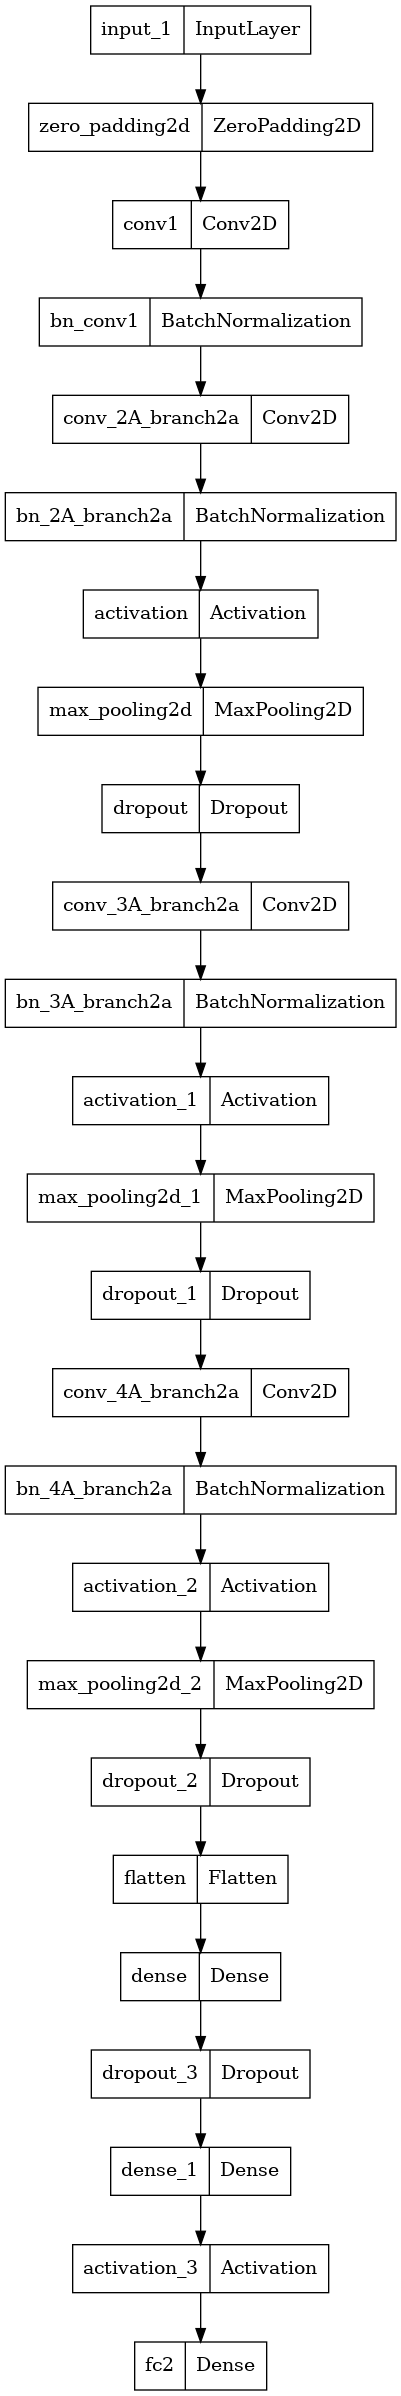 input_1 InputLayer
zero_padding2d ZeroPadding2D
conv1 Conv2D
bn_conv1 BatchNormalization
conv_2A_branch2a Conv2D
bn_2A_branch2a BatchNormalization
activation Activation
max_pooling2d MaxPooling2D
dropout Dropout
conv_3A_branch2a Conv2D
bn_3A_branch2a BatchNormalization
activation_1 Activation
max_pooling2d_1 MaxPooling2D
dropout_1 Dropout
conv_4A_branch2a Conv2D
bn_4A_branch2a BatchNormalization
activation_2 Activation
max_pooling2d_2 MaxPooling2D
dropout_2 Dropout
flatten Flatten
dense Dense
dropout_3 Dropout
dense_1 Dense
activation_3 Activation
fc2 Dense